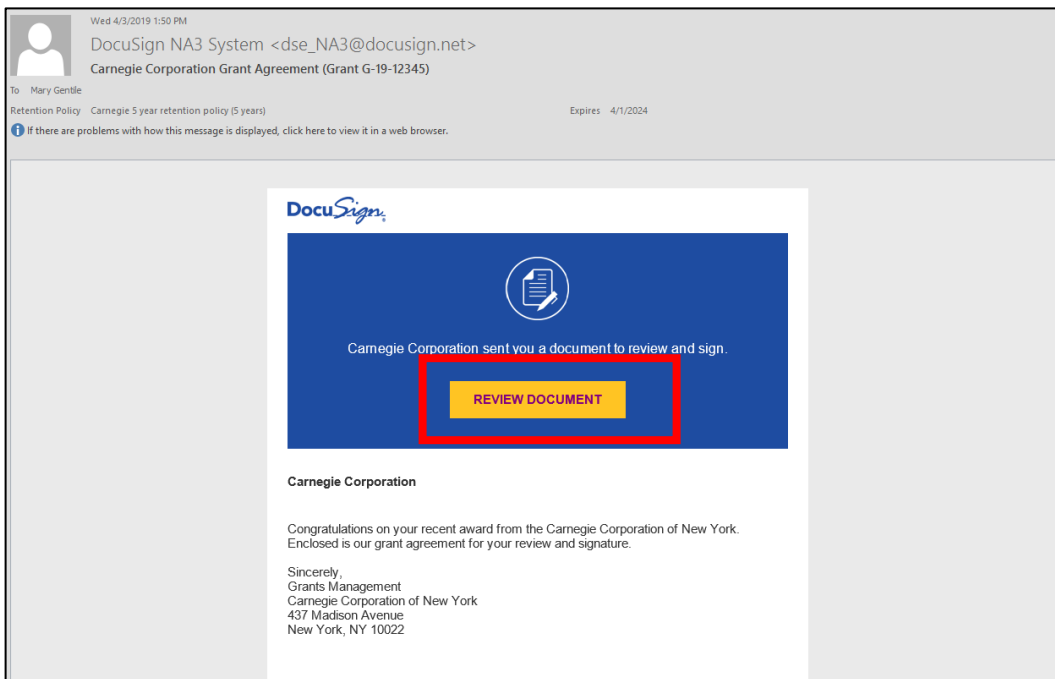 Wed 4/3/2019 1:50 PM
DocuSign NA3 System <dse_NA3@docusign.net>
Carnegie Corporation Grant Agreement (Grant G-19-12345)
To Mary Gentile
Retention Policy Carnegie 5 year retention policy (5 years) Expires 4/1/2024
If there are problems with how this message is displayed, click here to view it in a web browser.
DocuSign
Carnegie Corporation sent you a document to review and sign.
REVIEW DOCUMENT
Carnegie Corporation
Congratulations on your recent award from the Carnegie Corporation of New York.
Enclosed is our grant agreement for your review and signature.
Sincerely,
Grants Management
Carnegie Corporation of New York
437 Madison Avenue
New York, NY 10022